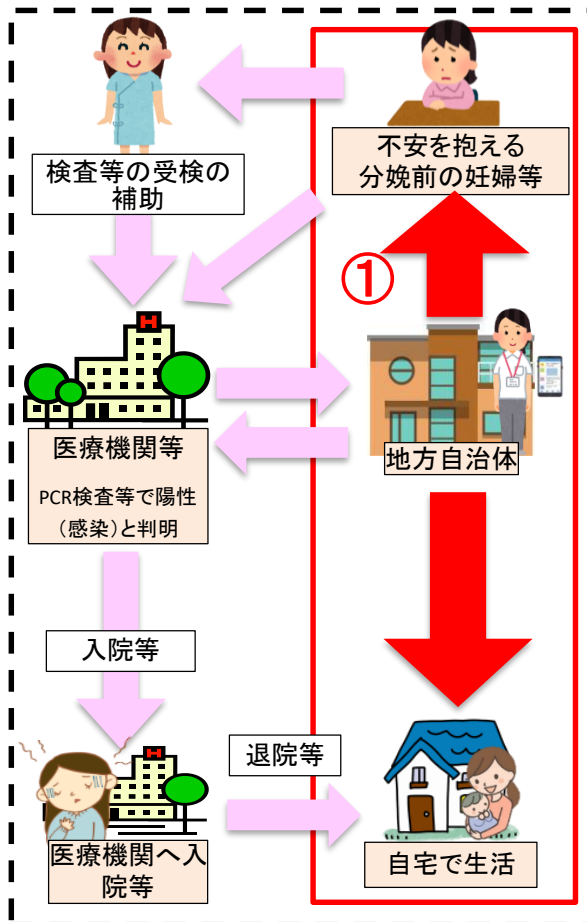 不安を抱える
分娩前の妊婦等
検査等の受検の
補助
①
H
医療機関等
PCR検査等で陽性
（感染）と判明
地方自治体
入院等
退院等
H
医療機関へ入
院等
自宅で生活